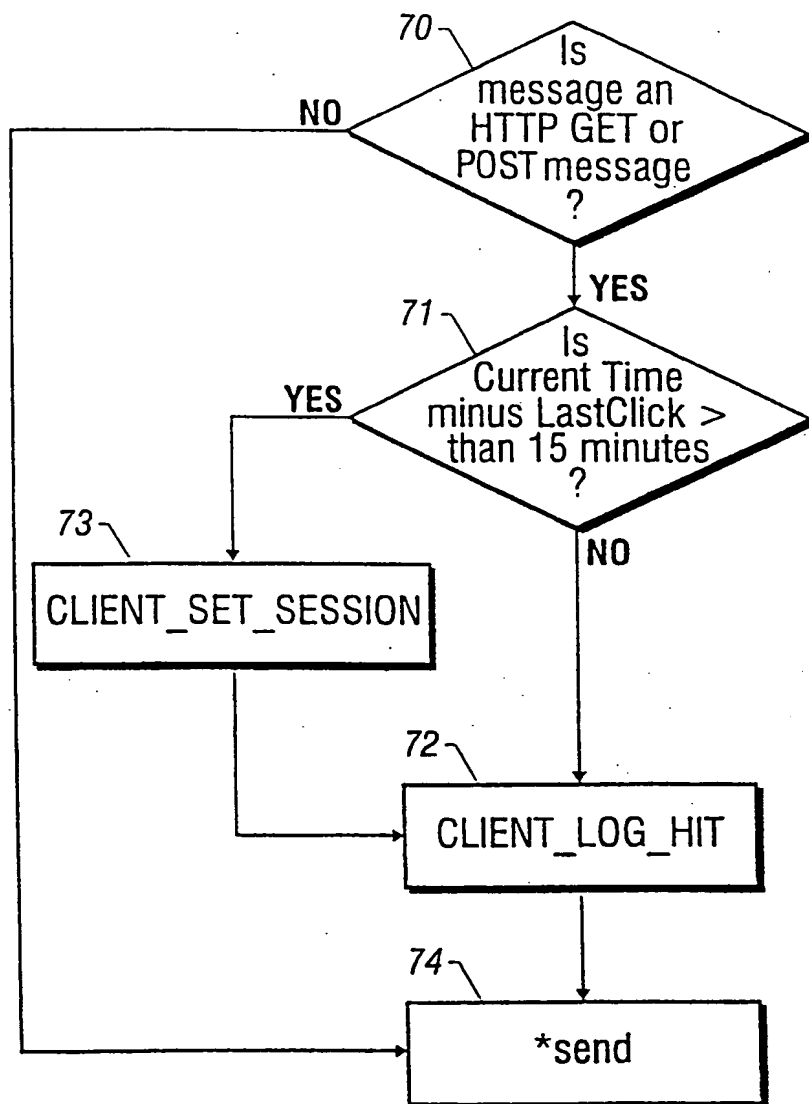 70
Is
message an
HTTP GET or
POST message
?
NO
YES
71
Is
Current Time
minus LastClick >
than 15 minutes
?
YES
NO
73
CLIENT_SET_SESSION
72
CLIENT_LOG_HIT
74
*send